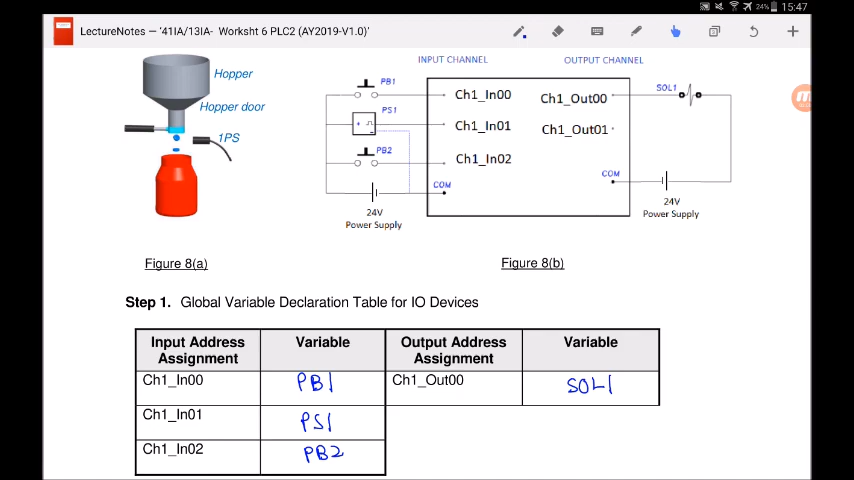 15:47
24%
LectureNotes — '41IA/13IA- Worksht 6 PLC2 (AY2019-V1.0)'
INPUT CHANNEL
OUTPUT CHANNEL
Hopper
Hopper door
1PS
PB1
PS1
PB2
Ch1_In00
Ch1_In01
Ch1_In02
COM
24V
Power Supply
Ch1_Out00
Ch1_Out01
COM
SOL1
24V
Power Supply
Figure 8(a)
Figure 8(b)
Step 1. Global Variable Declaration Table for IO Devices
Input Address Assignment Variable Output Address Assignment Variable
Ch1_In00 PB1 Ch1_Out00 SOL1
Ch1_In01 PS1
Ch1_In02 PB2